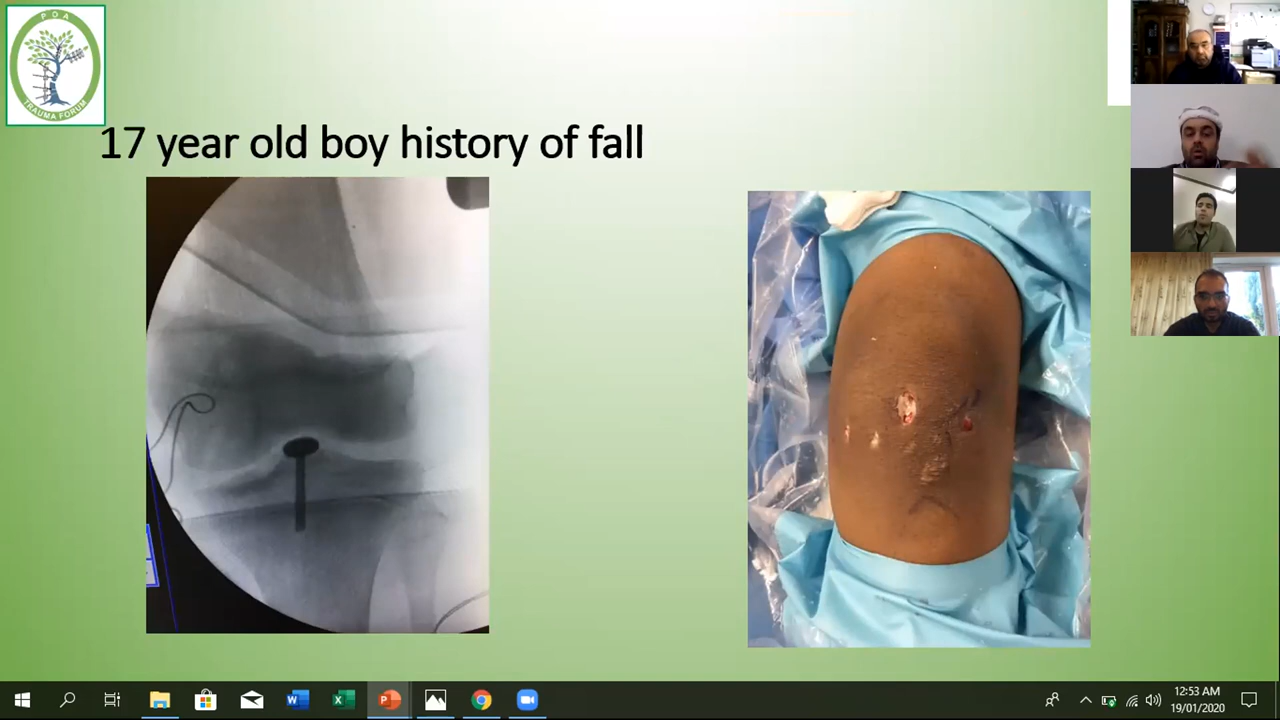 POA
TRAUMA FORUM
17 year old boy history of fall
12:53 AM
19/01/2020